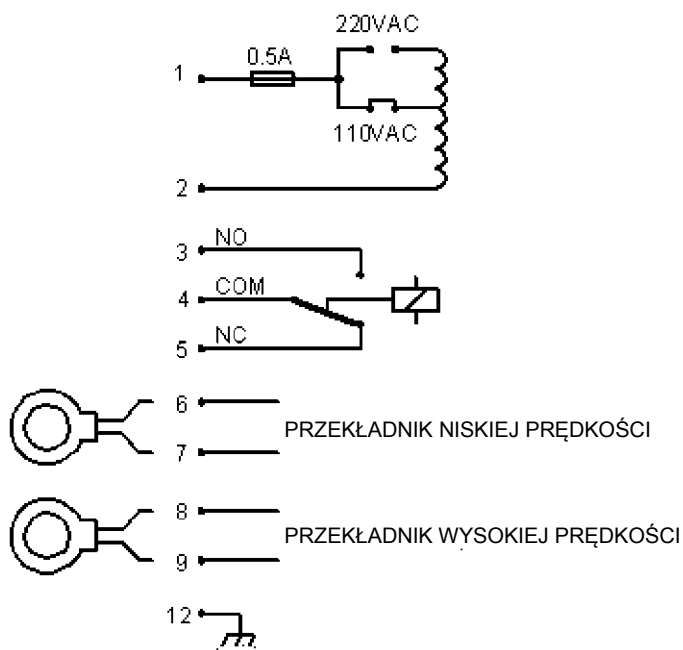 220VAC
0.5A
1
110VAC
2
3 NO
4 COM
5 NC
6
PRZEKŁADNIK NISKIEJ PRĘDKOŚCI
7
8
PRZEKŁADNIK WYSOKIEJ PRĘDKOŚCI
9
12